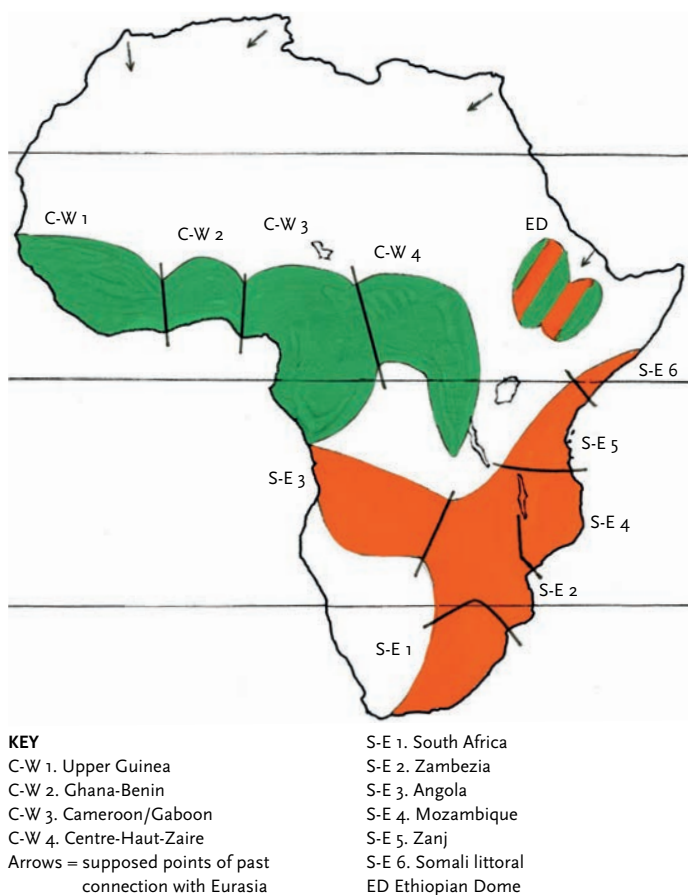 C-W 1
C-W 2
C-W 3
C-W 4
ED
S-E 6
S-E 5
S-E 3
S-E 4
S-E 2
S-E 1
KEY
C-W 1. Upper Guinea
C-W 2. Ghana-Benin
C-W 3. Cameroon/Gaboon
C-W 4. Centre-Haut-Zaire
Arrows = supposed points of past
connection with Eurasia
S-E 1. South Africa
S-E 2. Zambezia
S-E 3. Angola
S-E 4. Mozambique
S-E 5. Zanj
S-E 6. Somali littoral
ED Ethiopian Dome